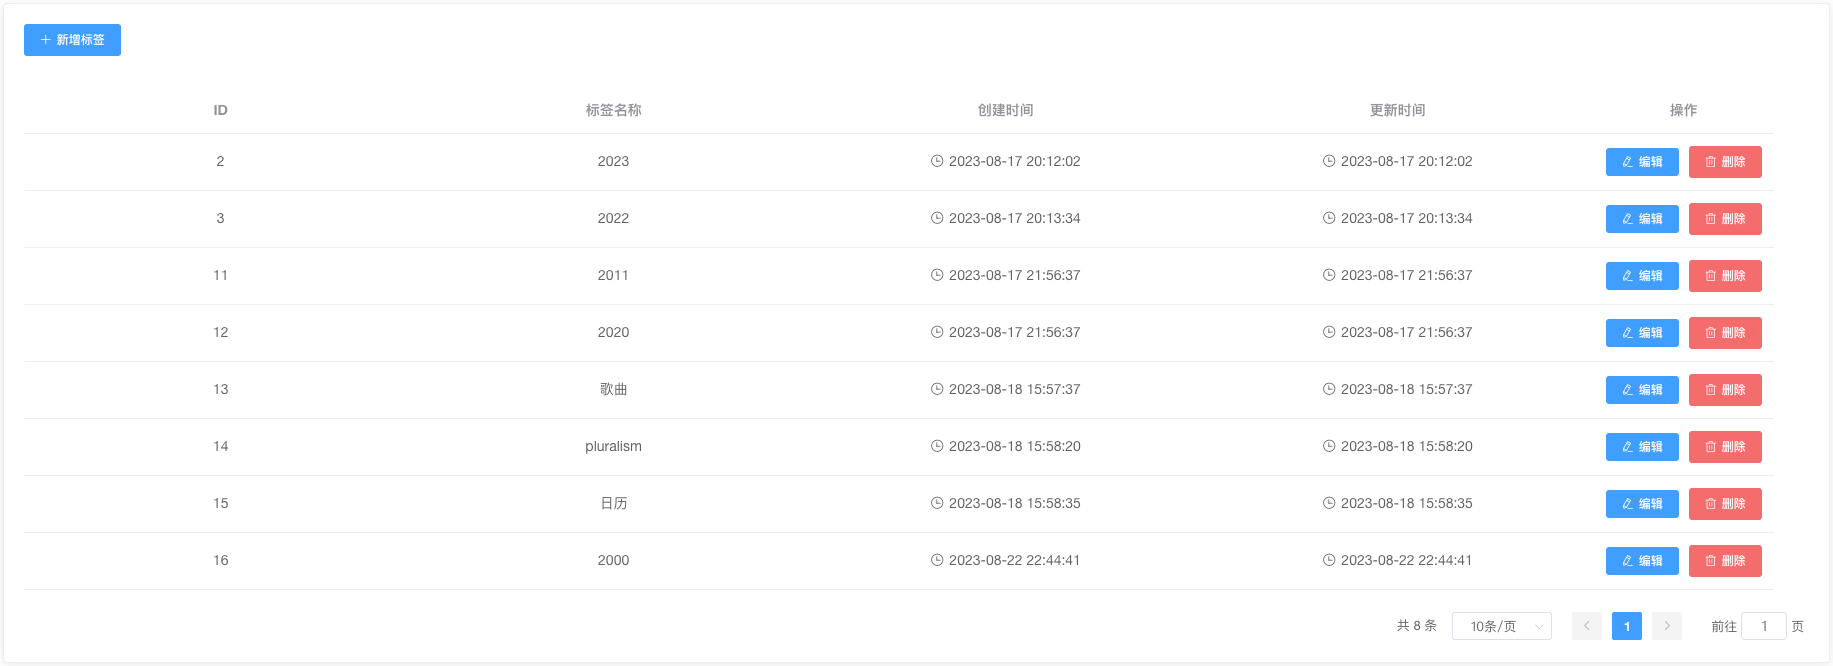 新增标签
ID 标签名称 创建时间 更新时间 操作
2 2023 2023-08-17 20:12:02 2023-08-17 20:12:02 编辑 删除
3 2022 2023-08-17 20:13:34 2023-08-17 20:13:34 编辑 删除
11 2011 2023-08-17 21:56:37 2023-08-17 21:56:37 编辑 删除
12 2020 2023-08-17 21:56:37 2023-08-17 21:56:37 编辑 删除
13 歌曲 2023-08-18 15:57:37 2023-08-18 15:57:37 编辑 删除
14 pluralism 2023-08-18 15:58:20 2023-08-18 15:58:20 编辑 删除
15 日历 2023-08-18 15:58:35 2023-08-18 15:58:35 编辑 删除
16 2000 2023-08-22 22:44:41 2023-08-22 22:44:41 编辑 删除
共 8 条 10条/页 1 前往 1 页